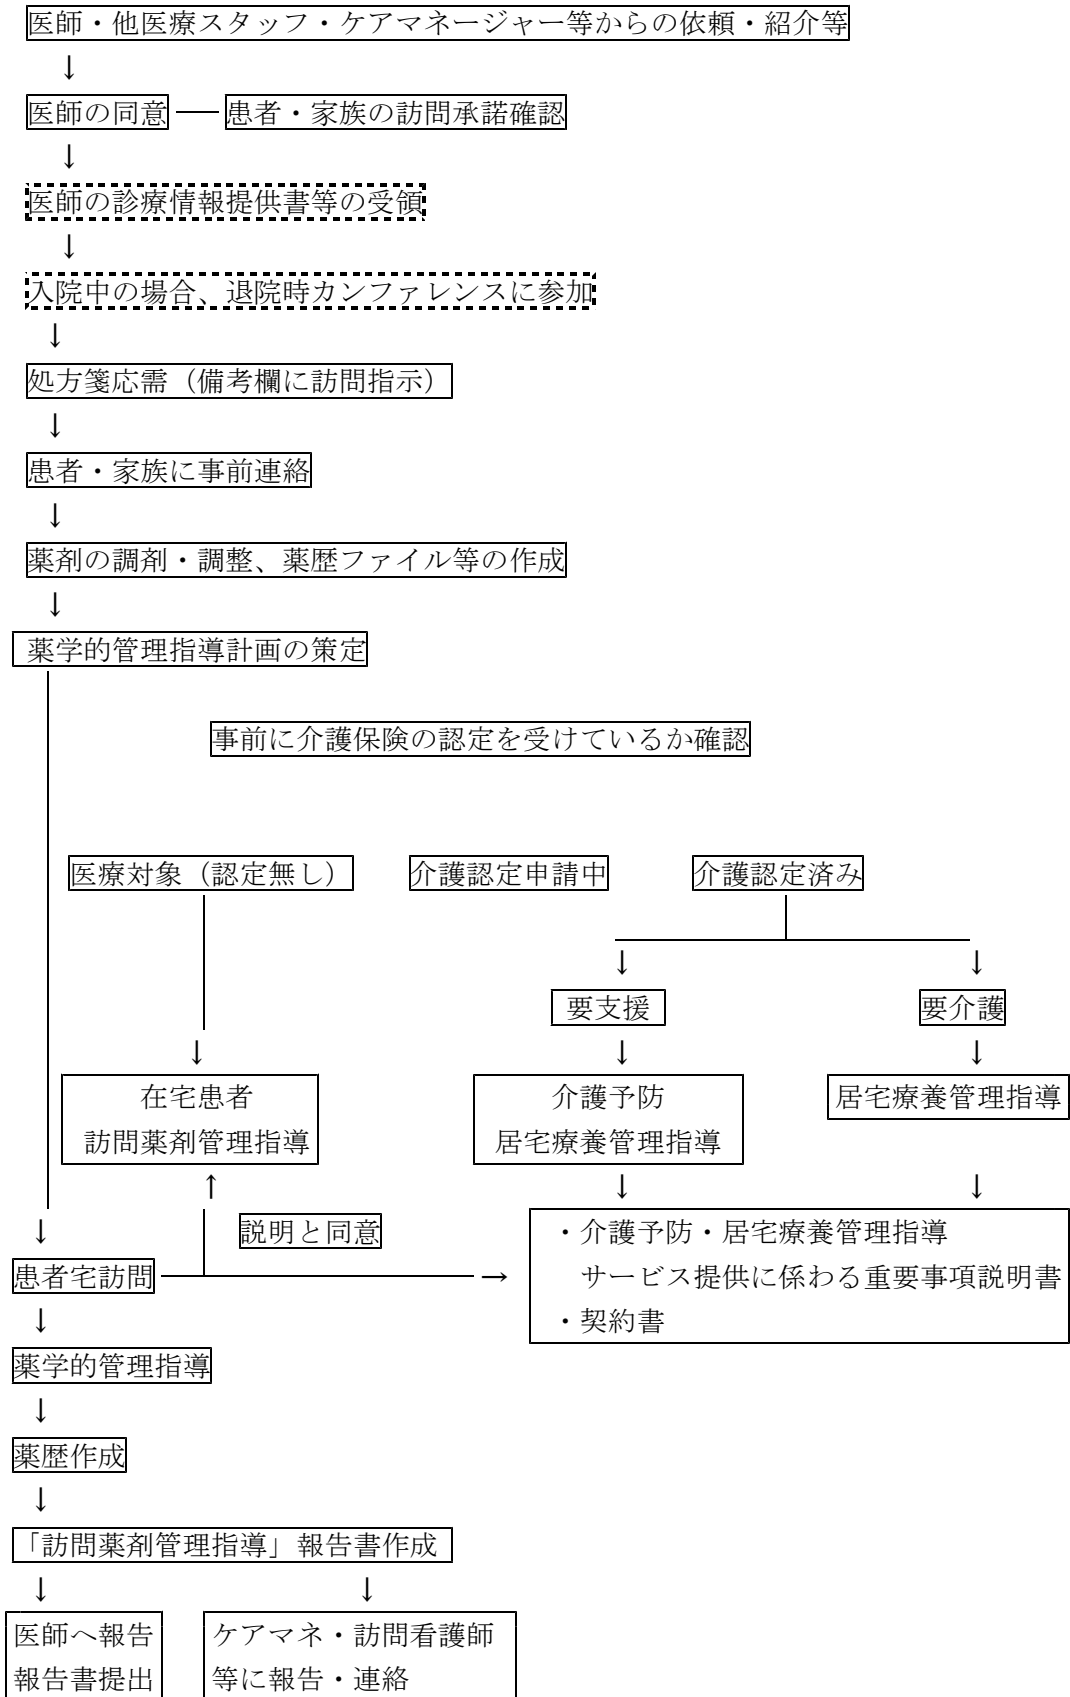 医師・他医療スタッフ・ケアマネージャー等からの依頼・紹介等
↓
医師の同意 ── 患者・家族の訪問承諾確認
↓
医師の診療情報提供書等の受領
↓
入院中の場合、退院時カンファレンスに参加
↓
処方箋応需（備考欄に訪問指示）
↓
患者・家族に事前連絡
↓
薬剤の調剤・調整、薬歴ファイル等の作成
↓
薬学的管理指導計画の策定
事前に介護保険の認定を受けているか確認
医療対象（認定無し） 介護認定申請中 介護認定済み
↓ ↓
要支援 要介護
↓ ↓ ↓
在宅患者 介護予防 居宅療養管理指導
訪問薬剤管理指導 居宅療養管理指導
↑ ↓ ↓
↓ 説明と同意 ・介護予防・居宅療養管理指導
患者宅訪問 → サービス提供に係わる重要事項説明書
↓ ・契約書
薬学的管理指導
↓
薬歴作成
↓
「訪問薬剤管理指導」報告書作成
↓ ↓
医師へ報告 ケアマネ・訪問看護師
報告書提出 等に報告・連絡